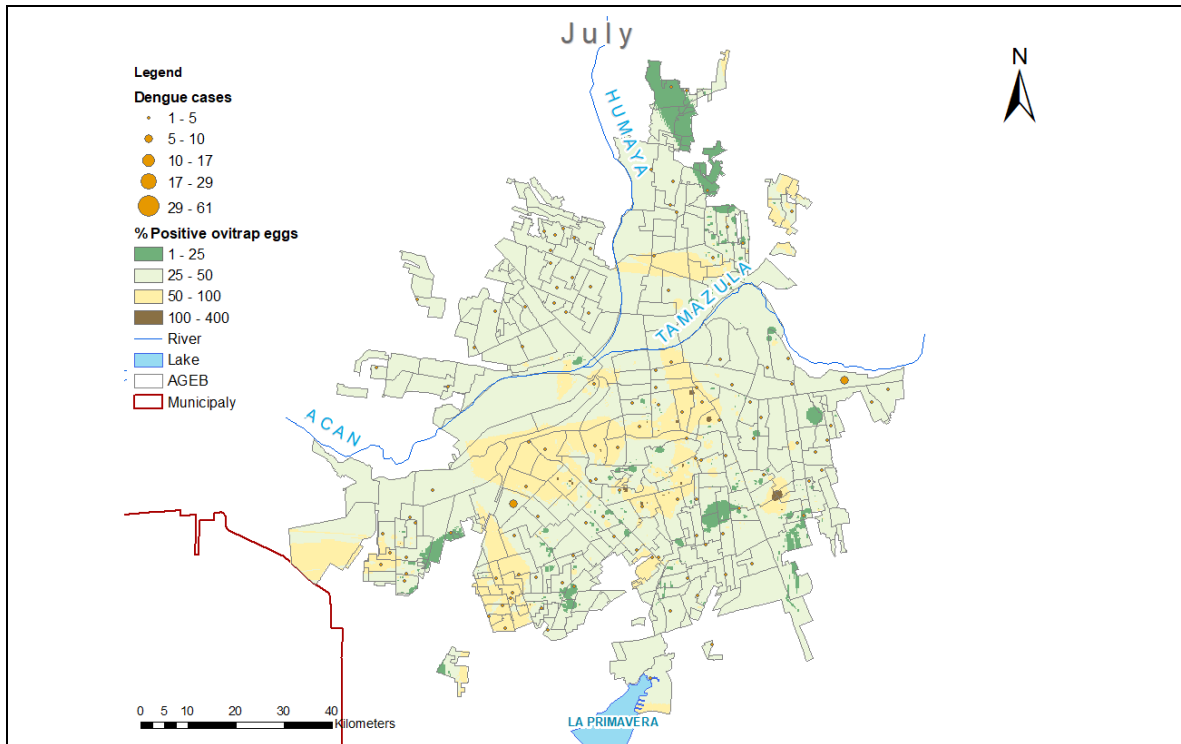 July
N
Legend
Dengue cases
1 - 5
5 - 10
10 - 17
17 - 29
29 - 61
% Positive ovitrap eggs
1 - 25
25 - 50
50 - 100
100 - 400
River
Lake
AGEB
Municipaly
HUMAYA
TAMAZULA
ACAN
LA PRIMAVERA
0 5 10 20 30 40
Kilometers